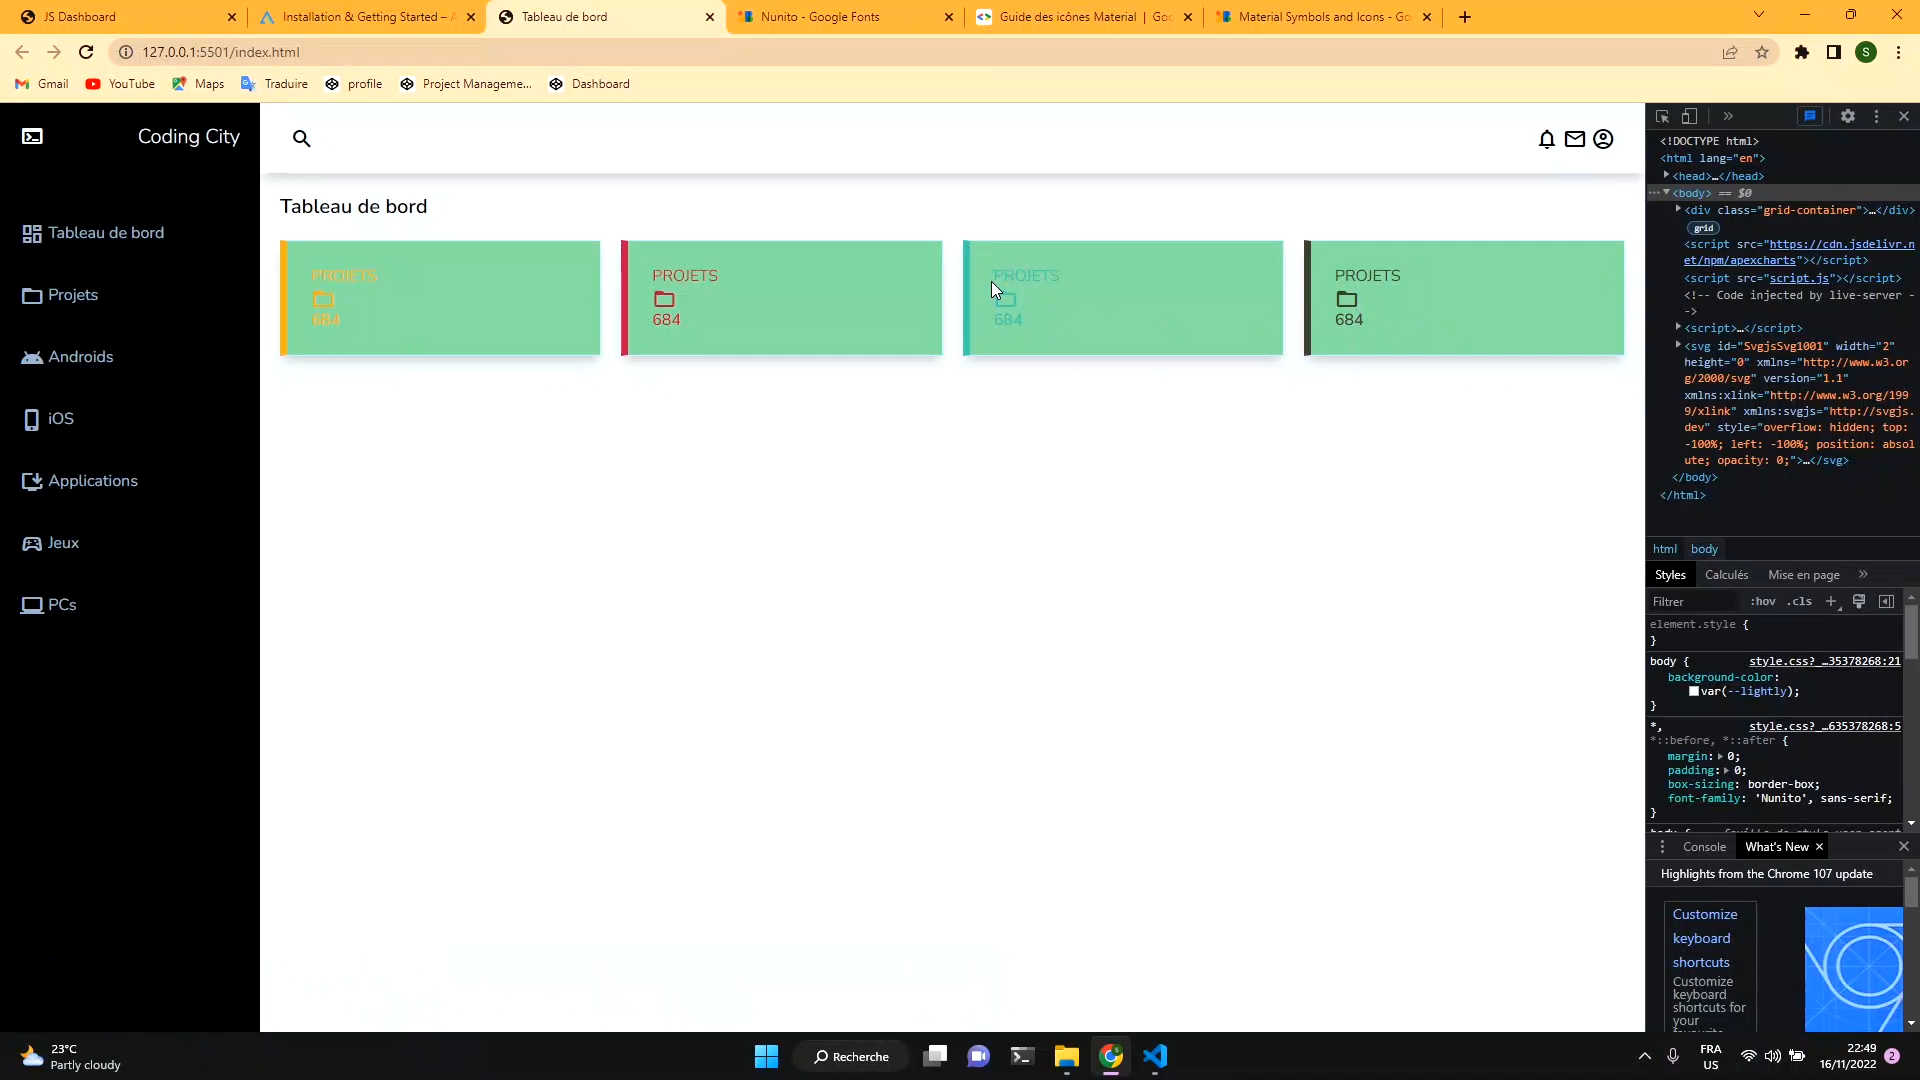 JS Dashboard
Installation & Getting Started – A
Tableau de bord
Nunito - Google Fonts
Guide des icônes Material | Goo
Material Symbols and Icons - Go
127.0.0.1:5501/index.html
S
Gmail
YouTube
Maps
Traduire
profile
Project Manageme...
Dashboard
Coding City
Tableau de bord
Projets
Androids
iOS
Applications
Jeux
PCs
Tableau de bord
PROJETS
684
PROJETS
684
PROJETS
684
PROJETS
684
<!DOCTYPE html>
<html lang="en">
<head>…</head>
<body> == $0
<div class="grid-container">…</div>
grid
<script src="https://cdn.jsdelivr.n
et/npm/apexcharts"></script>
<script src="script.js"></script>
<!-- Code injected by live-server -
->
<script>…</script>
<svg id="SvgjsSvg1001" width="2"
height="0" xmlns="http://www.w3.or
g/2000/svg" version="1.1"
xmlns:xlink="http://www.w3.org/199
9/xlink" xmlns:svgjs="http://svgjs.
dev" style="overflow: hidden; top:
-100%; left: -100%; position: absol
ute; opacity: 0;">…</svg>
</body>
</html>
html body
Styles Calculés Mise en page
Filtrer :hov .cls
element.style {
}
body { style.css?_…35378268:21
background-color:
var(--lightly);
}
*, style.css?_…635378268:5
*::before, *::after {
margin: 0;
padding: 0;
box-sizing: border-box;
font-family: 'Nunito', sans-serif;
}
Console What's New
Highlights from the Chrome 107 update
Customize
keyboard
shortcuts
Customize
keyboard
shortcuts for
your
23°C
Partly cloudy
Recherche
FRA
US
22:49
16/11/2022
2